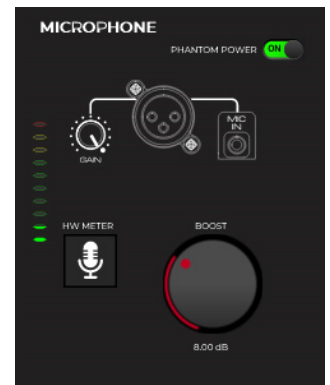 MICROPHONE
PHANTOM POWER ON
MIC
IN
GAIN
HW METER
BOOST
8.00 dB